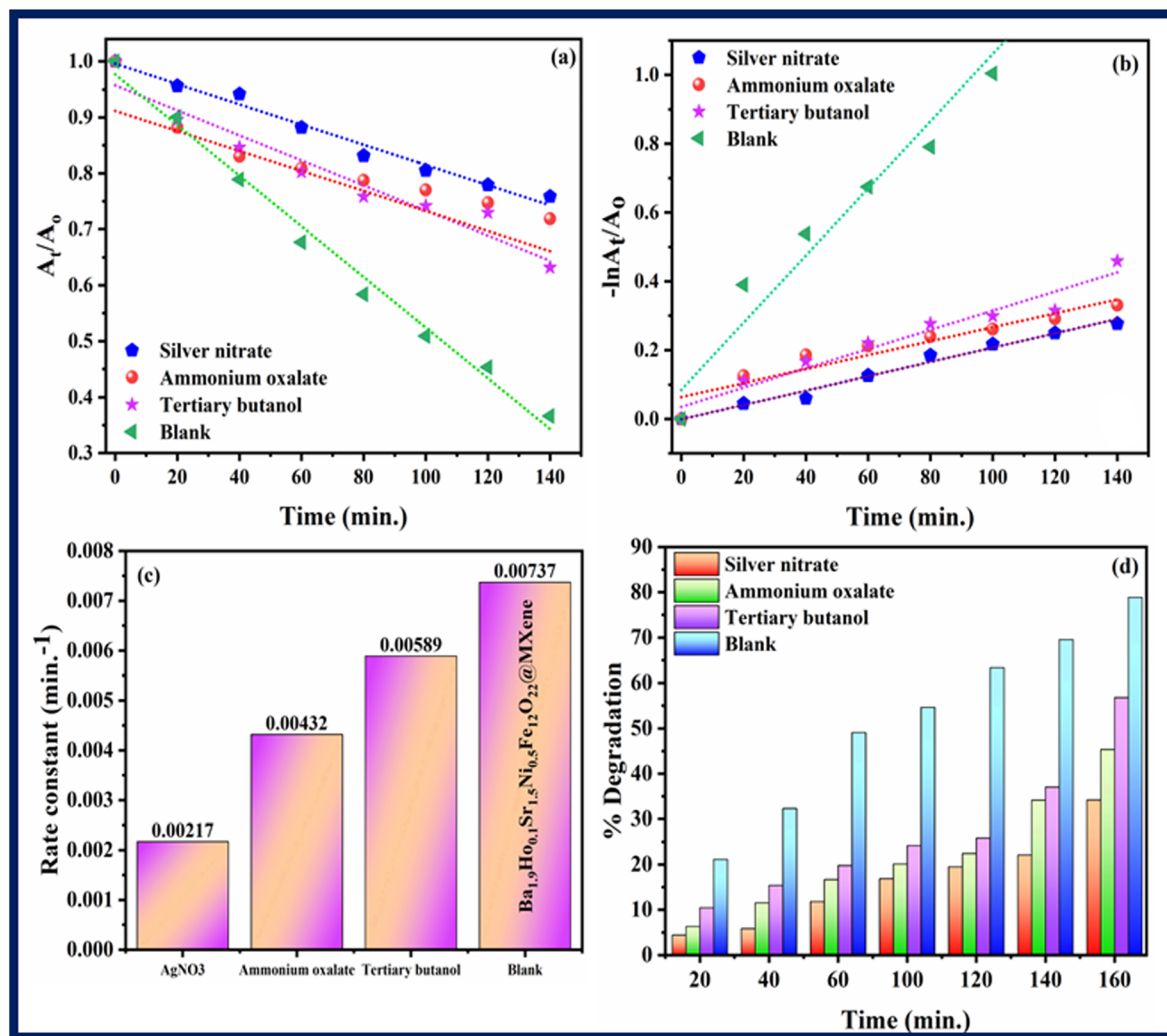 (a)
Silver nitrate
Ammonium oxalate
Tertiary butanol
Blank
1.0
0.9
0.8
0.7
0.6
0.5
0.4
0.3
At/Ao
0 20 40 60 80 100 120 140
Time (min.)
(b)
Silver nitrate
Ammonium oxalate
Tertiary butanol
Blank
1.0
0.8
0.6
0.4
0.2
0.0
-lnAt/Ao
0 20 40 60 80 100 120 140
Time (min.)
(c)
0.008
0.007
0.006
0.005
0.004
0.003
0.002
0.001
0.000
Rate constant (min.-1)
0.00217
0.00432
0.00589
0.00737
Ba1.9Ho0.1Sr1.5Ni0.5Fe12O22@MXene
AgNO3 Ammonium oxalate Tertiary butanol Blank
(d)
Silver nitrate
Ammonium oxalate
Tertiary butanol
Blank
90
80
70
60
50
40
30
20
10
0
% Degradation
20 40 60 100 120 140 160
Time (min.)